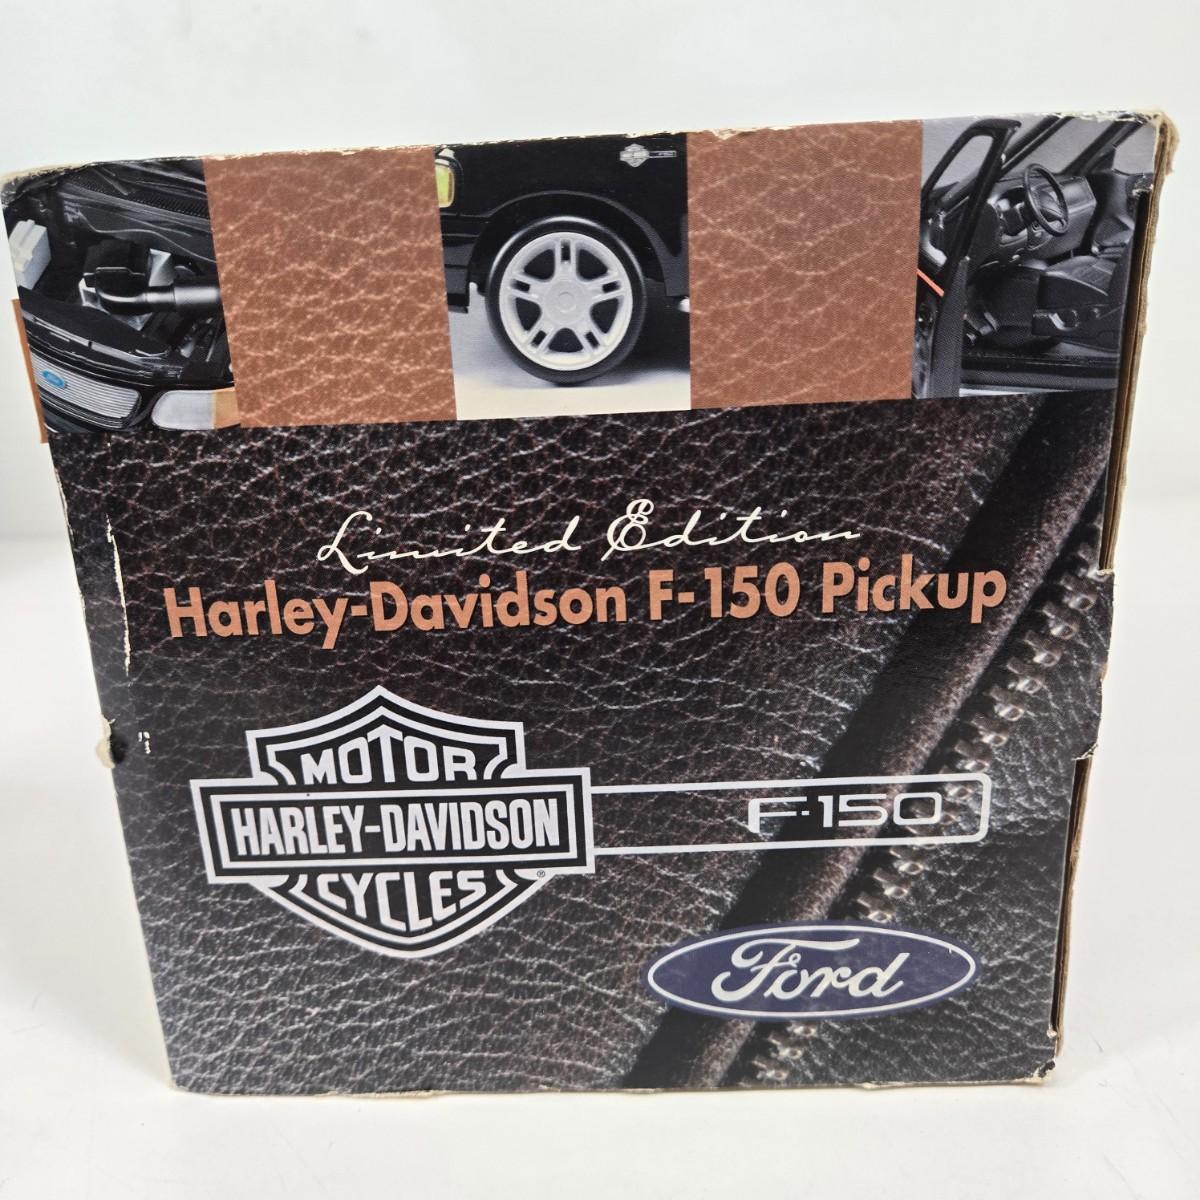 Limited Edition
Harley-Davidson F-150 Pickup
MOTOR
HARLEY-DAVIDSON
CYCLES
®
F-150
Ford